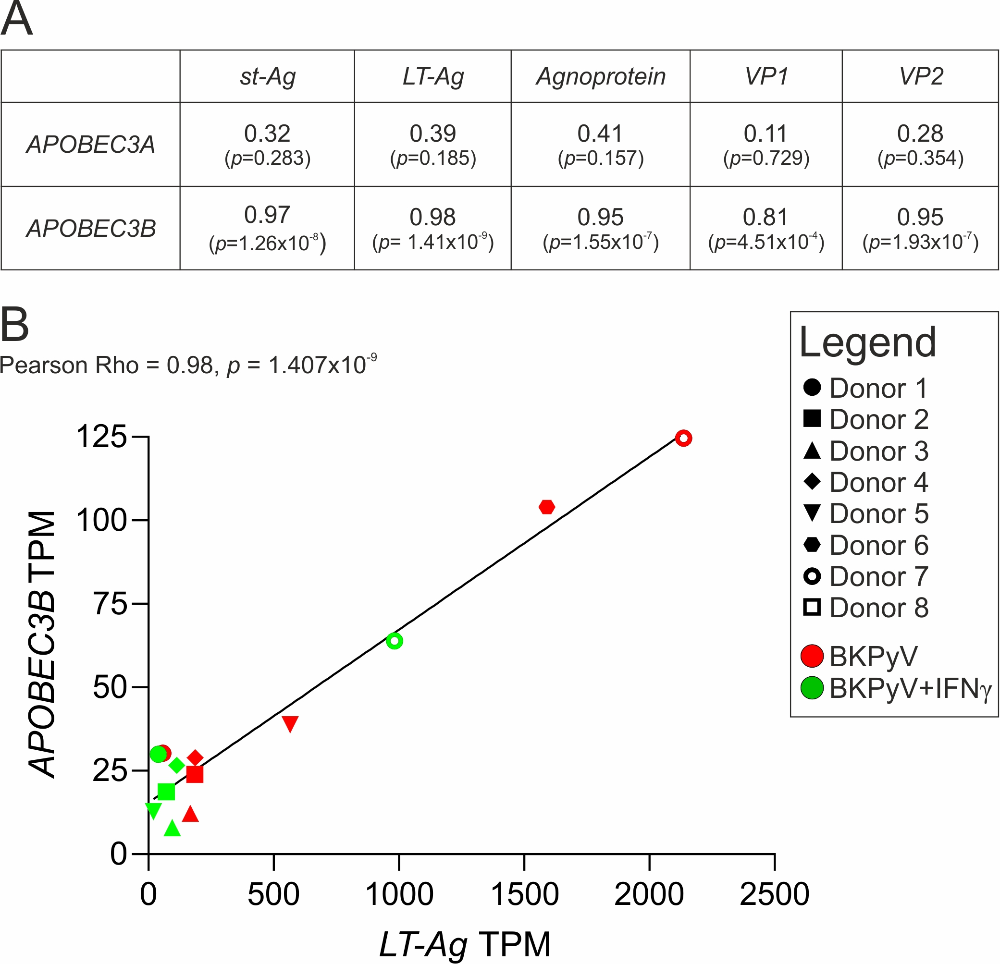 A
st-Ag LT-Ag Agnoprotein VP1 VP2
APOBEC3A 0.32 0.39 0.41 0.11 0.28
(p=0.283) (p=0.185) (p=0.157) (p=0.729) (p=0.354)
APOBEC3B 0.97 0.98 0.95 0.81 0.95
(p=1.26x10⁻⁸) (p= 1.41x10⁻⁹) (p=1.55x10⁻⁷) (p=4.51x10⁻⁴) (p=1.93x10⁻⁷)
B
Pearson Rho = 0.98, p = 1.407x10⁻⁹
125
100
75
50
25
0
APOBEC3B TPM
0 500 1000 1500 2000 2500
LT-Ag TPM
Legend
Donor 1
Donor 2
Donor 3
Donor 4
Donor 5
Donor 6
Donor 7
Donor 8
BKPyV
BKPyV+IFNγ